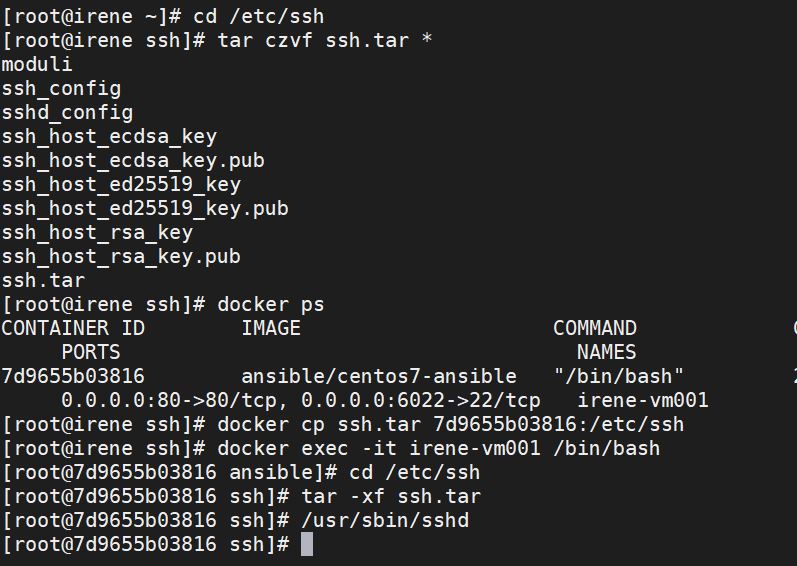 [root@irene ~]# cd /etc/ssh
[root@irene ssh]# tar czvf ssh.tar *
moduli
ssh_config
sshd_config
ssh_host_ecdsa_key
ssh_host_ecdsa_key.pub
ssh_host_ed25519_key
ssh_host_ed25519_key.pub
ssh_host_rsa_key
ssh_host_rsa_key.pub
ssh.tar
[root@irene ssh]# docker ps
CONTAINER ID        IMAGE                     COMMAND
     PORTS                                      NAMES
7d9655b03816        ansible/centos7-ansible   "/bin/bash"
     0.0.0.0:80->80/tcp, 0.0.0.0:6022->22/tcp   irene-vm001
[root@irene ssh]# docker cp ssh.tar 7d9655b03816:/etc/ssh
[root@irene ssh]# docker exec -it irene-vm001 /bin/bash
[root@7d9655b03816 ansible]# cd /etc/ssh
[root@7d9655b03816 ssh]# tar -xf ssh.tar
[root@7d9655b03816 ssh]# /usr/sbin/sshd
[root@7d9655b03816 ssh]#